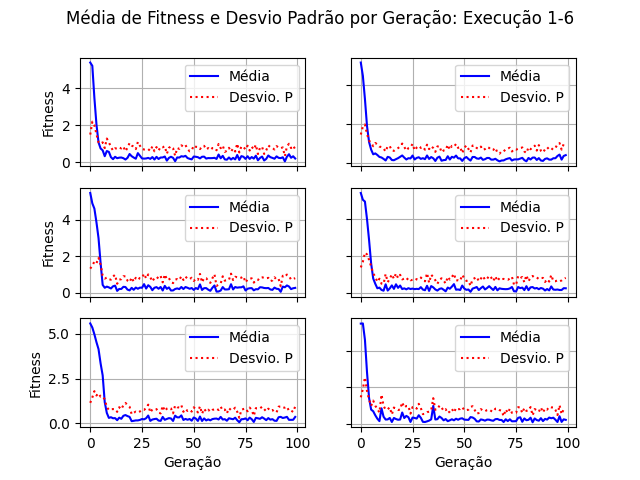 Média de Fitness e Desvio Padrão por Geração: Execução 1-6
Fitness
4
2
0
Média
Desvio. P
Média
Desvio. P
Fitness
4
2
0
Média
Desvio. P
Média
Desvio. P
Fitness
5.0
2.5
0.0
Média
Desvio. P
Média
Desvio. P
0 25 50 75 100
0 25 50 75 100
Geração
Geração